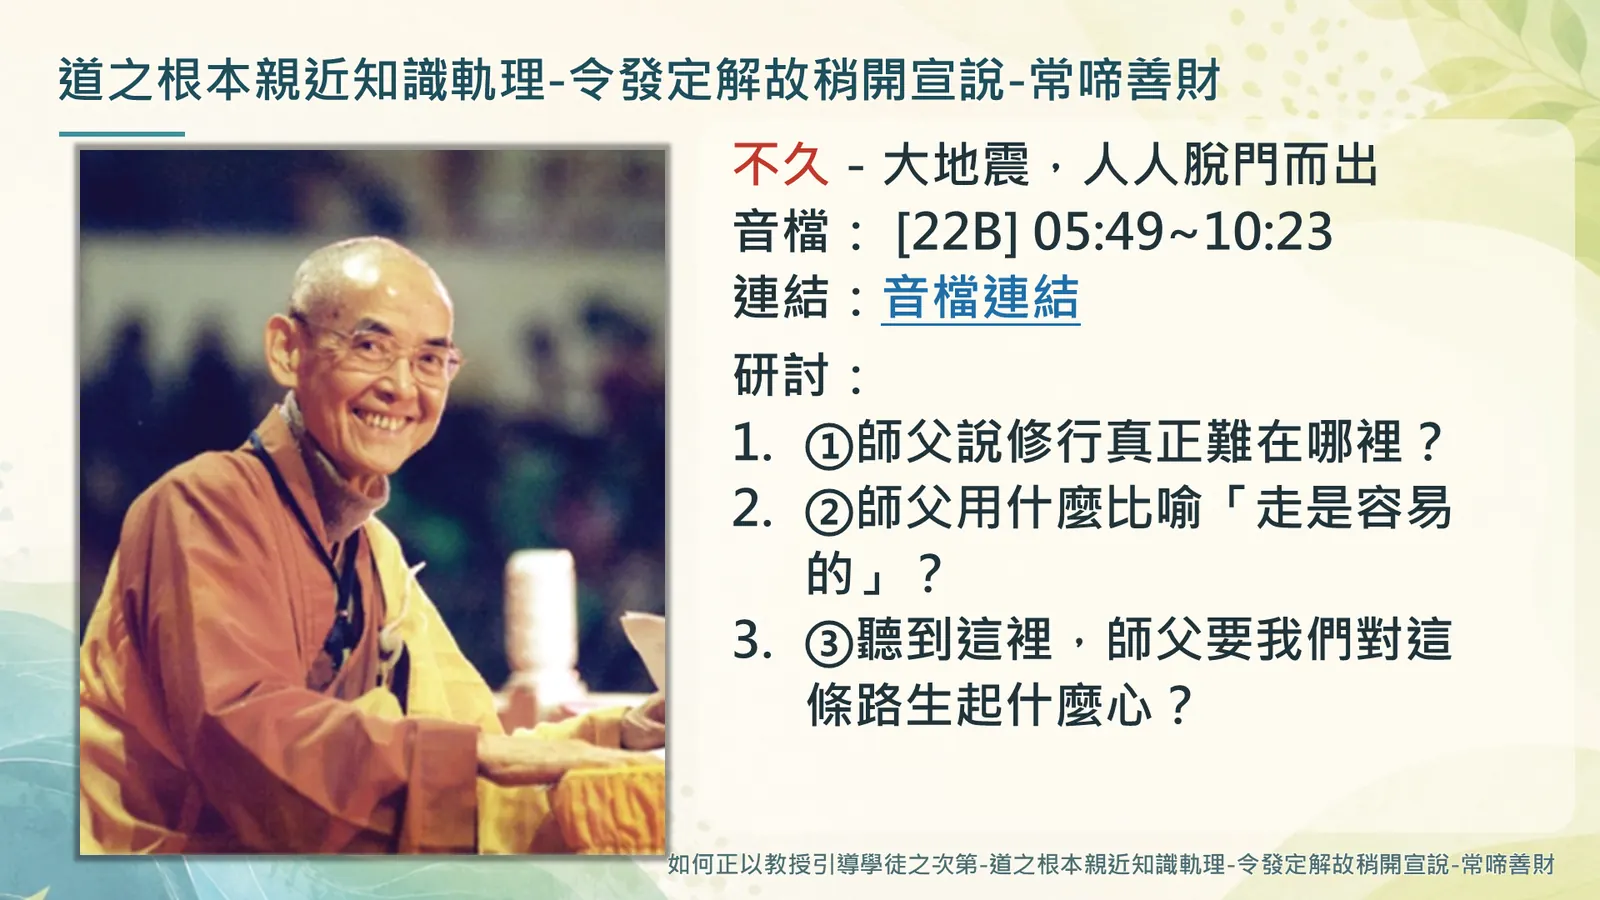 道之根本親近知識軌理-令發定解故稍開宣說-常啼善財
不久 - 大地震，人人脫門而出
音檔： [22B] 05:49~10:23
連結：音檔連結
研討：
1. ①師父說修行真正難在哪裡？
2. ②師父用什麼比喻「走是容易
的」？
3. ③聽到這裡，師父要我們對這
條路生起什麼心？
如何正以教授引導學徒之次第-道之根本親近知識軌理-令發定解故稍開宣說-常啼善財